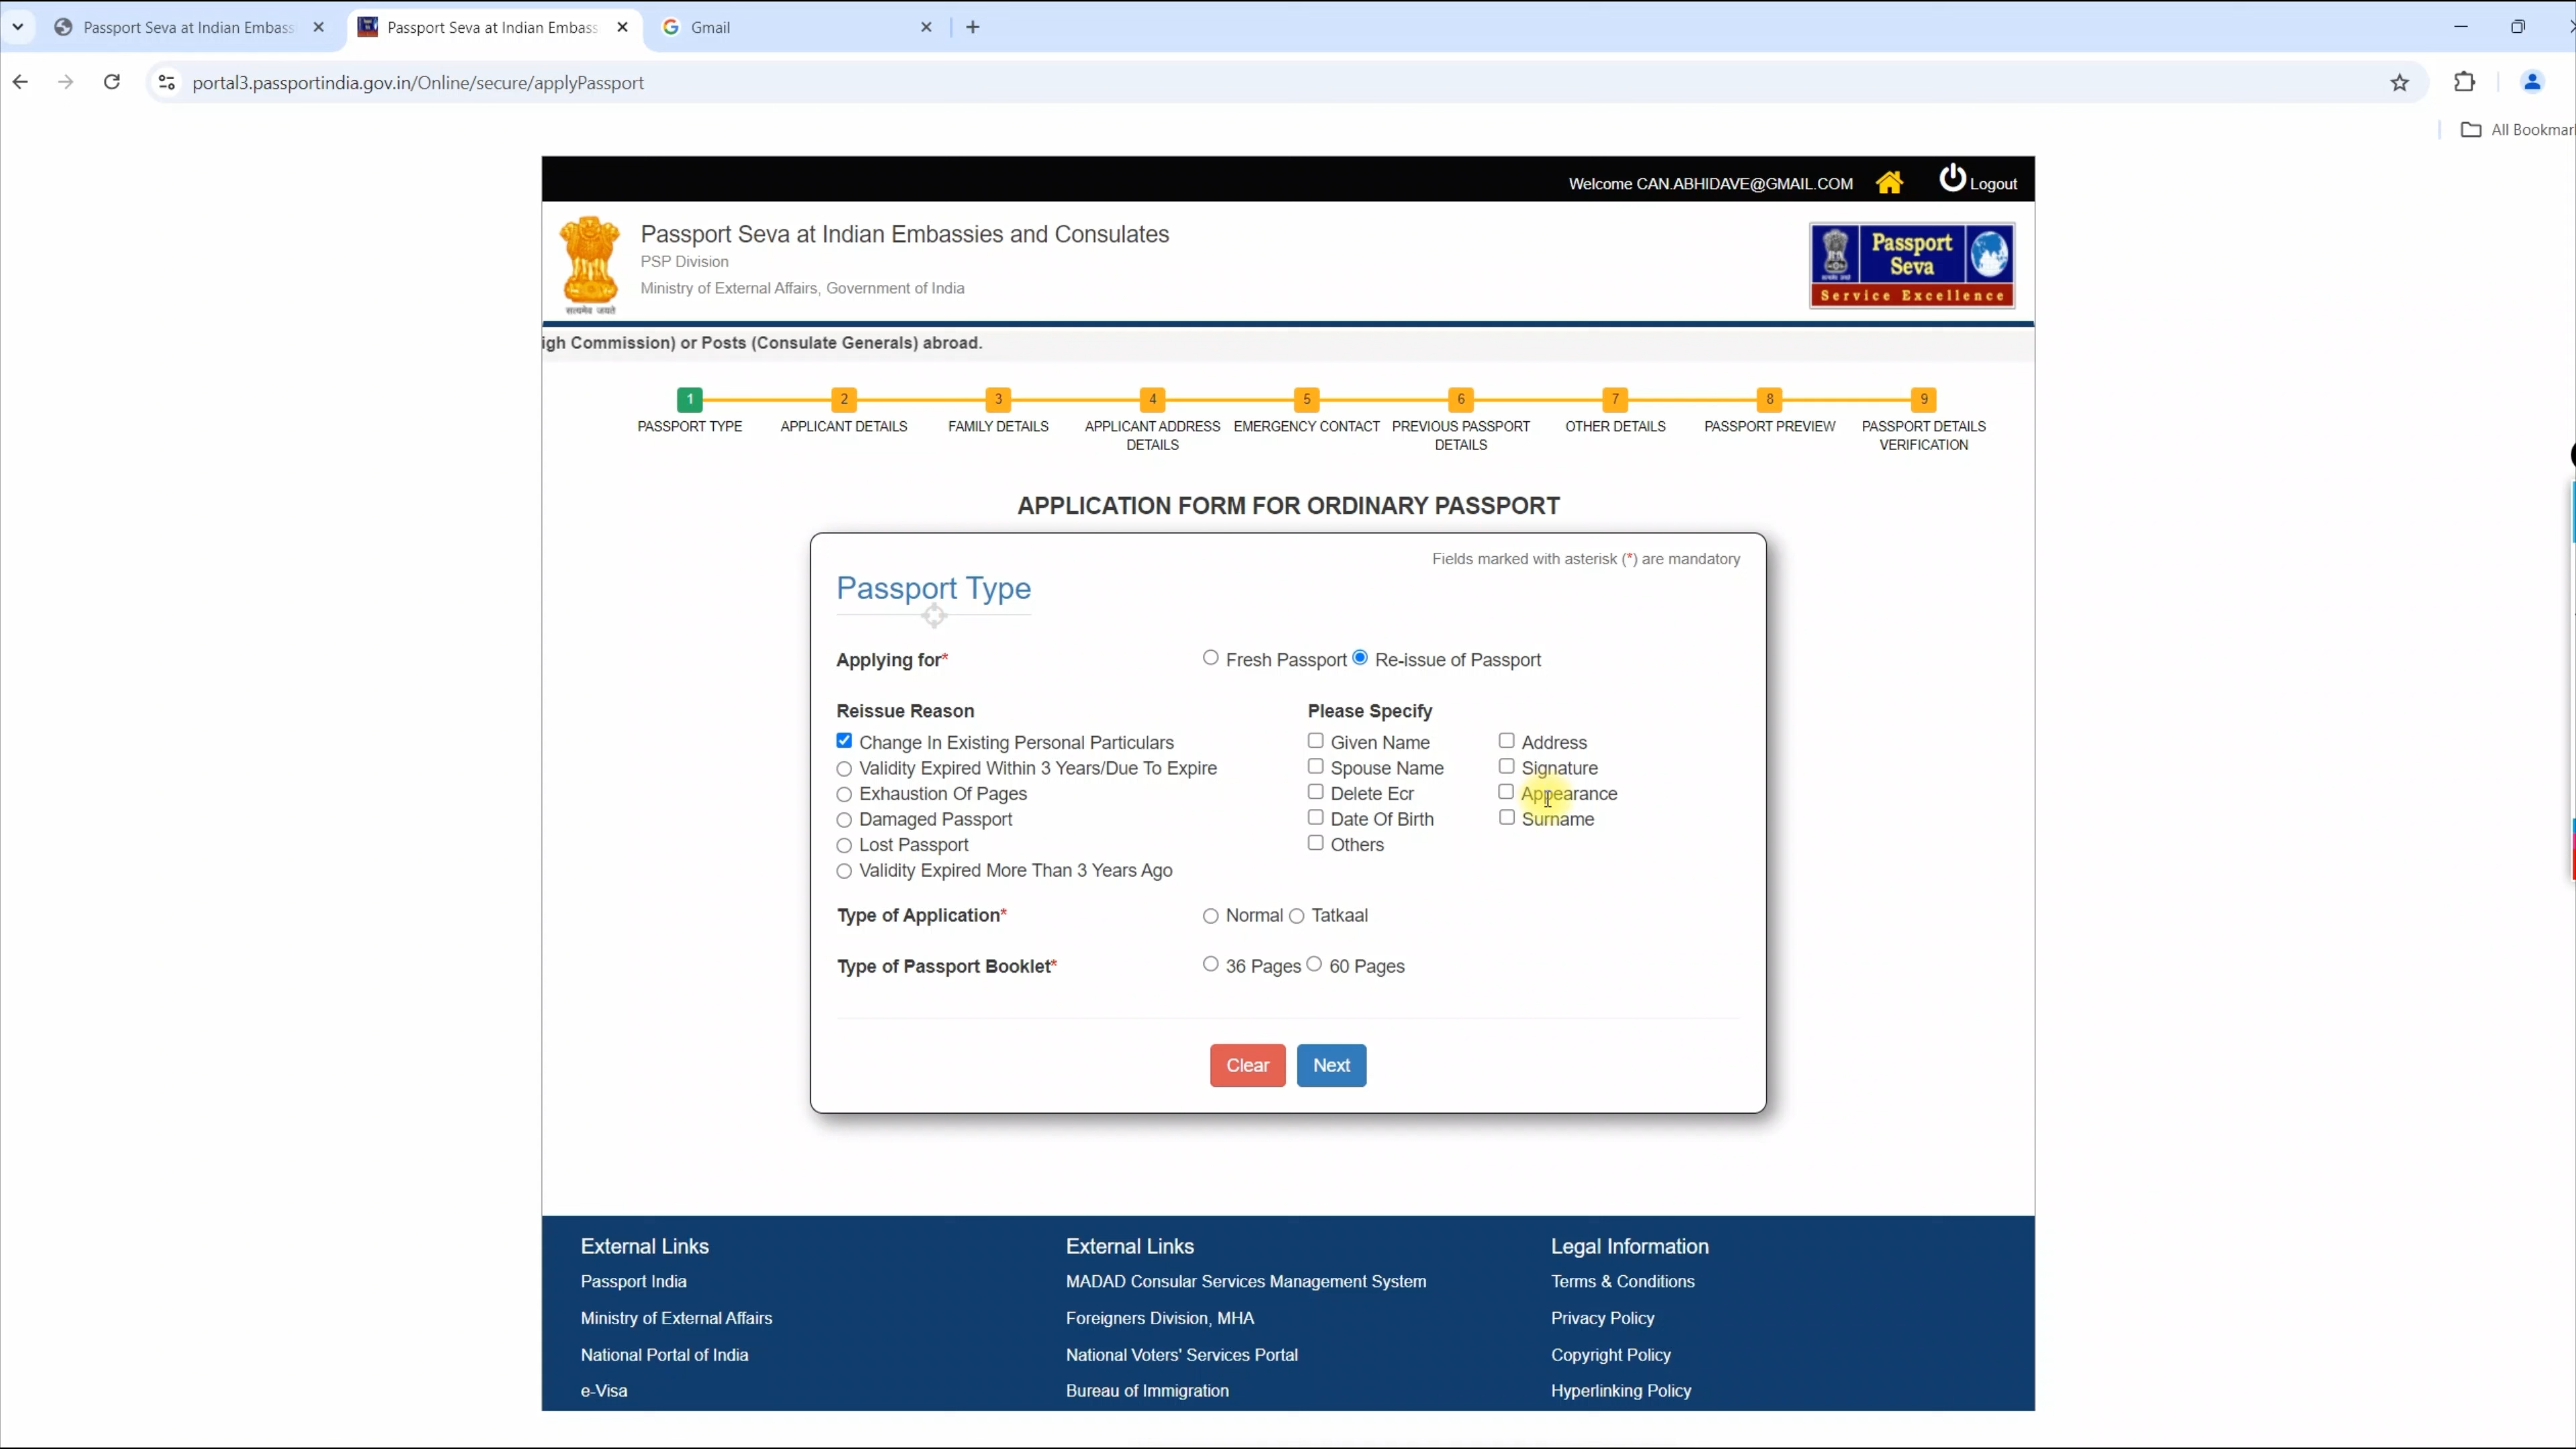 Passport Seva at Indian Embass
Passport Seva at Indian Embass
Gmail
portal3.passportindia.gov.in/Online/secure/applyPassport
All Bookmar
Welcome CAN.ABHIDAVE@GMAIL.COM Logout
Passport Seva at Indian Embassies and Consulates
PSP Division
Ministry of External Affairs, Government of India
सत्यमेव जयते
Passport
Seva
Service Excellence
igh Commission) or Posts (Consulate Generals) abroad.
1 2 3 4 5 6 7 8 9
PASSPORT TYPE APPLICANT DETAILS FAMILY DETAILS APPLICANT ADDRESS EMERGENCY CONTACT PREVIOUS PASSPORT OTHER DETAILS PASSPORT PREVIEW PASSPORT DETAILS
DETAILS DETAILS VERIFICATION
APPLICATION FORM FOR ORDINARY PASSPORT
Fields marked with asterisk (*) are mandatory
Passport Type
Applying for* Fresh Passport Re-issue of Passport
Reissue Reason Please Specify
Change In Existing Personal Particulars Given Name Address
Validity Expired Within 3 Years/Due To Expire Spouse Name Signature
Exhaustion Of Pages Delete Ecr Appearance
Damaged Passport Date Of Birth Surname
Lost Passport Others
Validity Expired More Than 3 Years Ago
Type of Application* Normal Tatkaal
Type of Passport Booklet* 36 Pages 60 Pages
Clear Next
External Links External Links Legal Information
Passport India MADAD Consular Services Management System Terms & Conditions
Ministry of External Affairs Foreigners Division, MHA Privacy Policy
National Portal of India National Voters' Services Portal Copyright Policy
e-Visa Bureau of Immigration Hyperlinking Policy